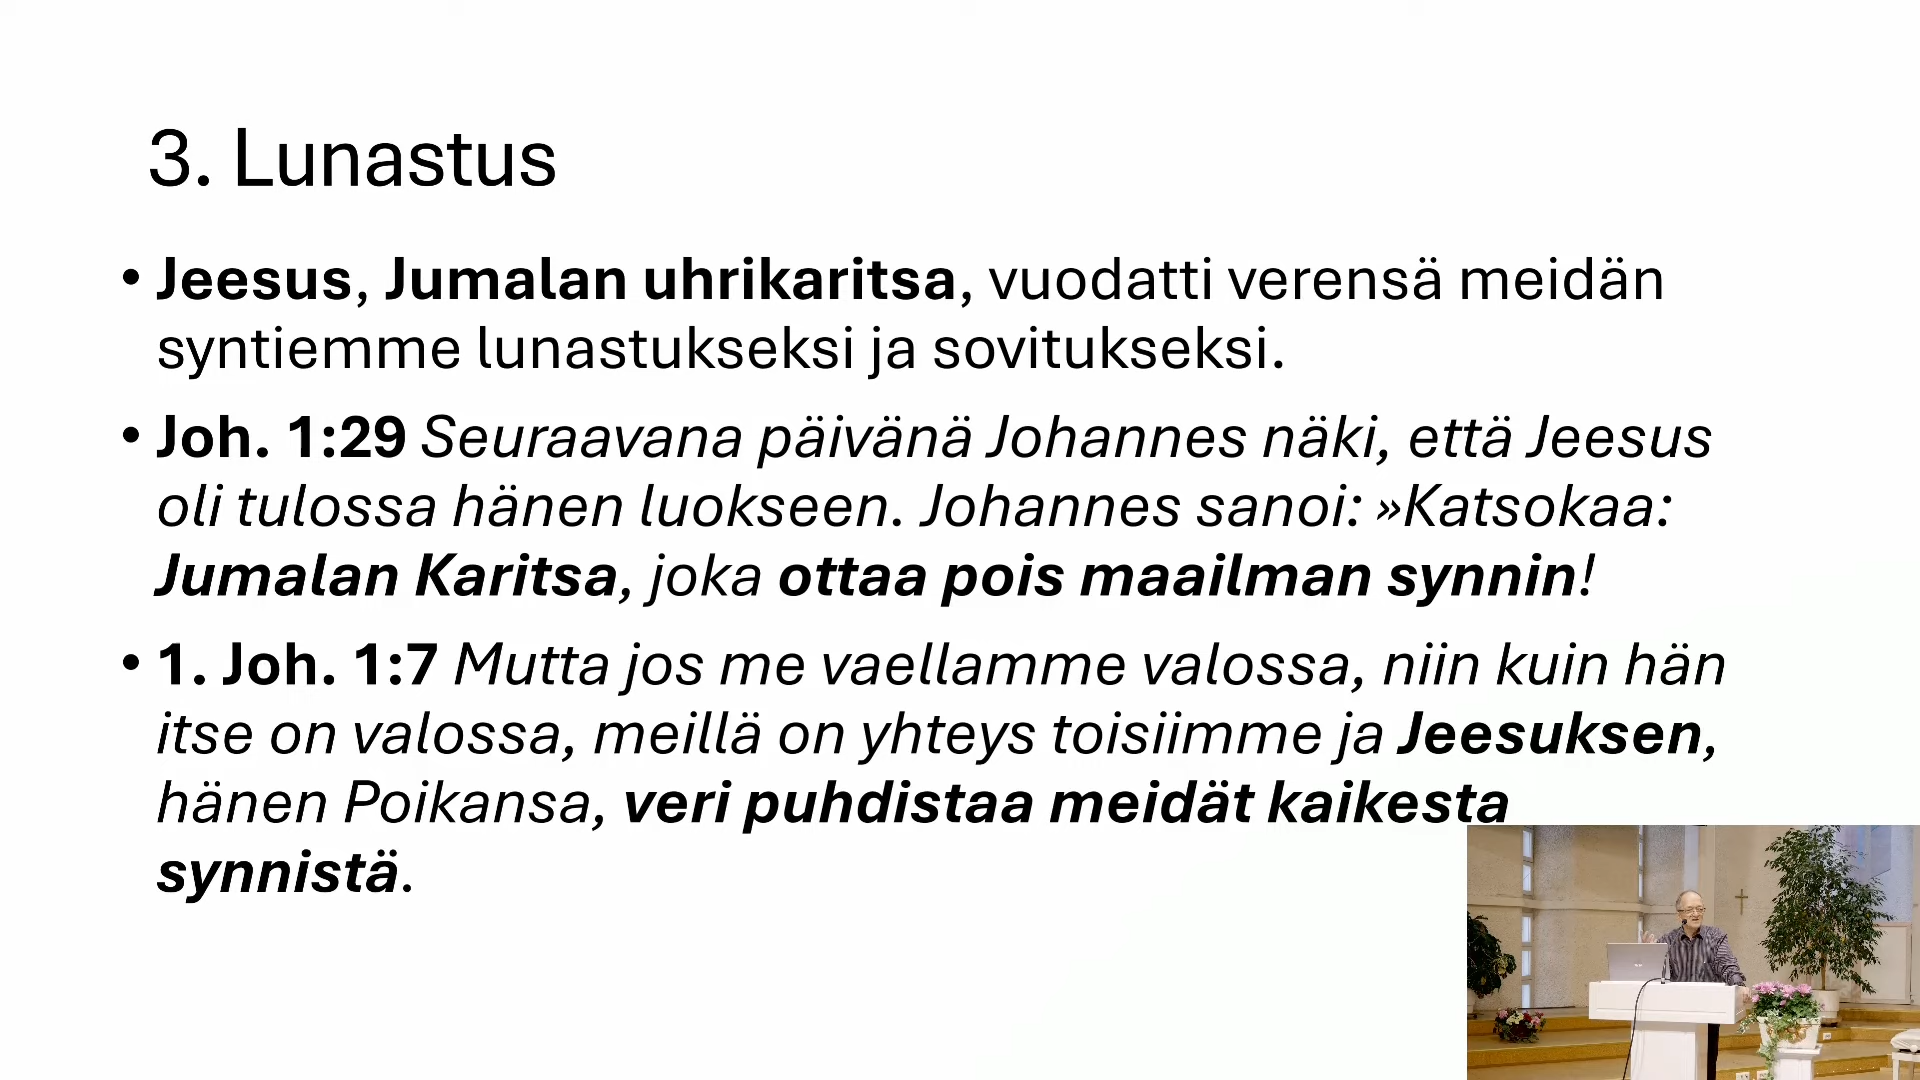 3. Lunastus
• Jeesus, Jumalan uhrikaritsa, vuodatti verensä meidän
syntiemme lunastukseksi ja sovitukseksi.
• Joh. 1:29 Seuraavana päivänä Johannes näki, että Jeesus
oli tulossa hänen luokseen. Johannes sanoi: »Katsokaa:
Jumalan Karitsa, joka ottaa pois maailman synnin!
• 1. Joh. 1:7 Mutta jos me vaellamme valossa, niin kuin hän
itse on valossa, meillä on yhteys toisiimme ja Jeesuksen,
hänen Poikansa, veri puhdistaa meidät kaikesta
synnistä.